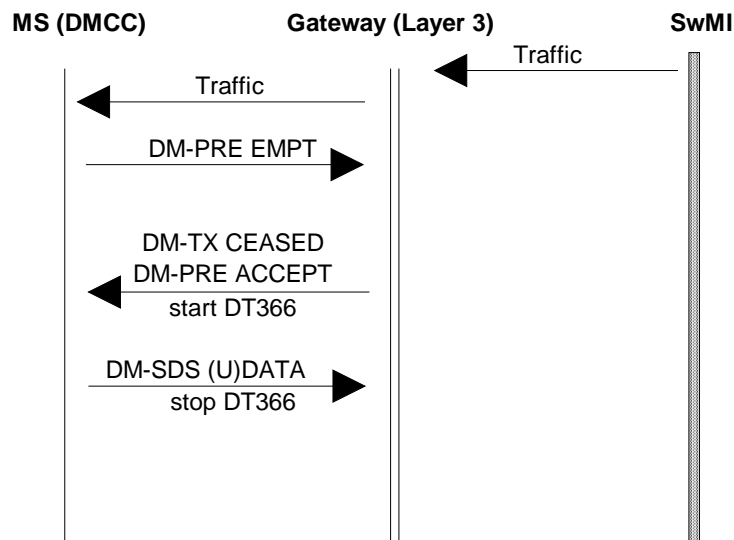 MS (DMCC) Gateway (Layer 3) SwMI
Traffic
Traffic
DM-PRE EMPT
DM-TX CEASED
DM-PRE ACCEPT
start DT366
DM-SDS (U)DATA
stop DT366